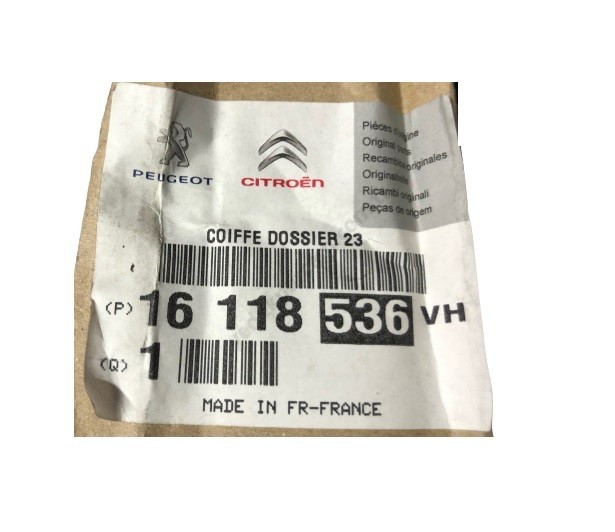 PEUGEOT
CITROËN
Pièces d'origine
Original parts
Recambios originales
Originalteile
Ricambi originali
Peças de origem
COIFFE DOSSIER 23
(P) 16 118 536 VH
(Q) 1
MADE IN FR-FRANCE